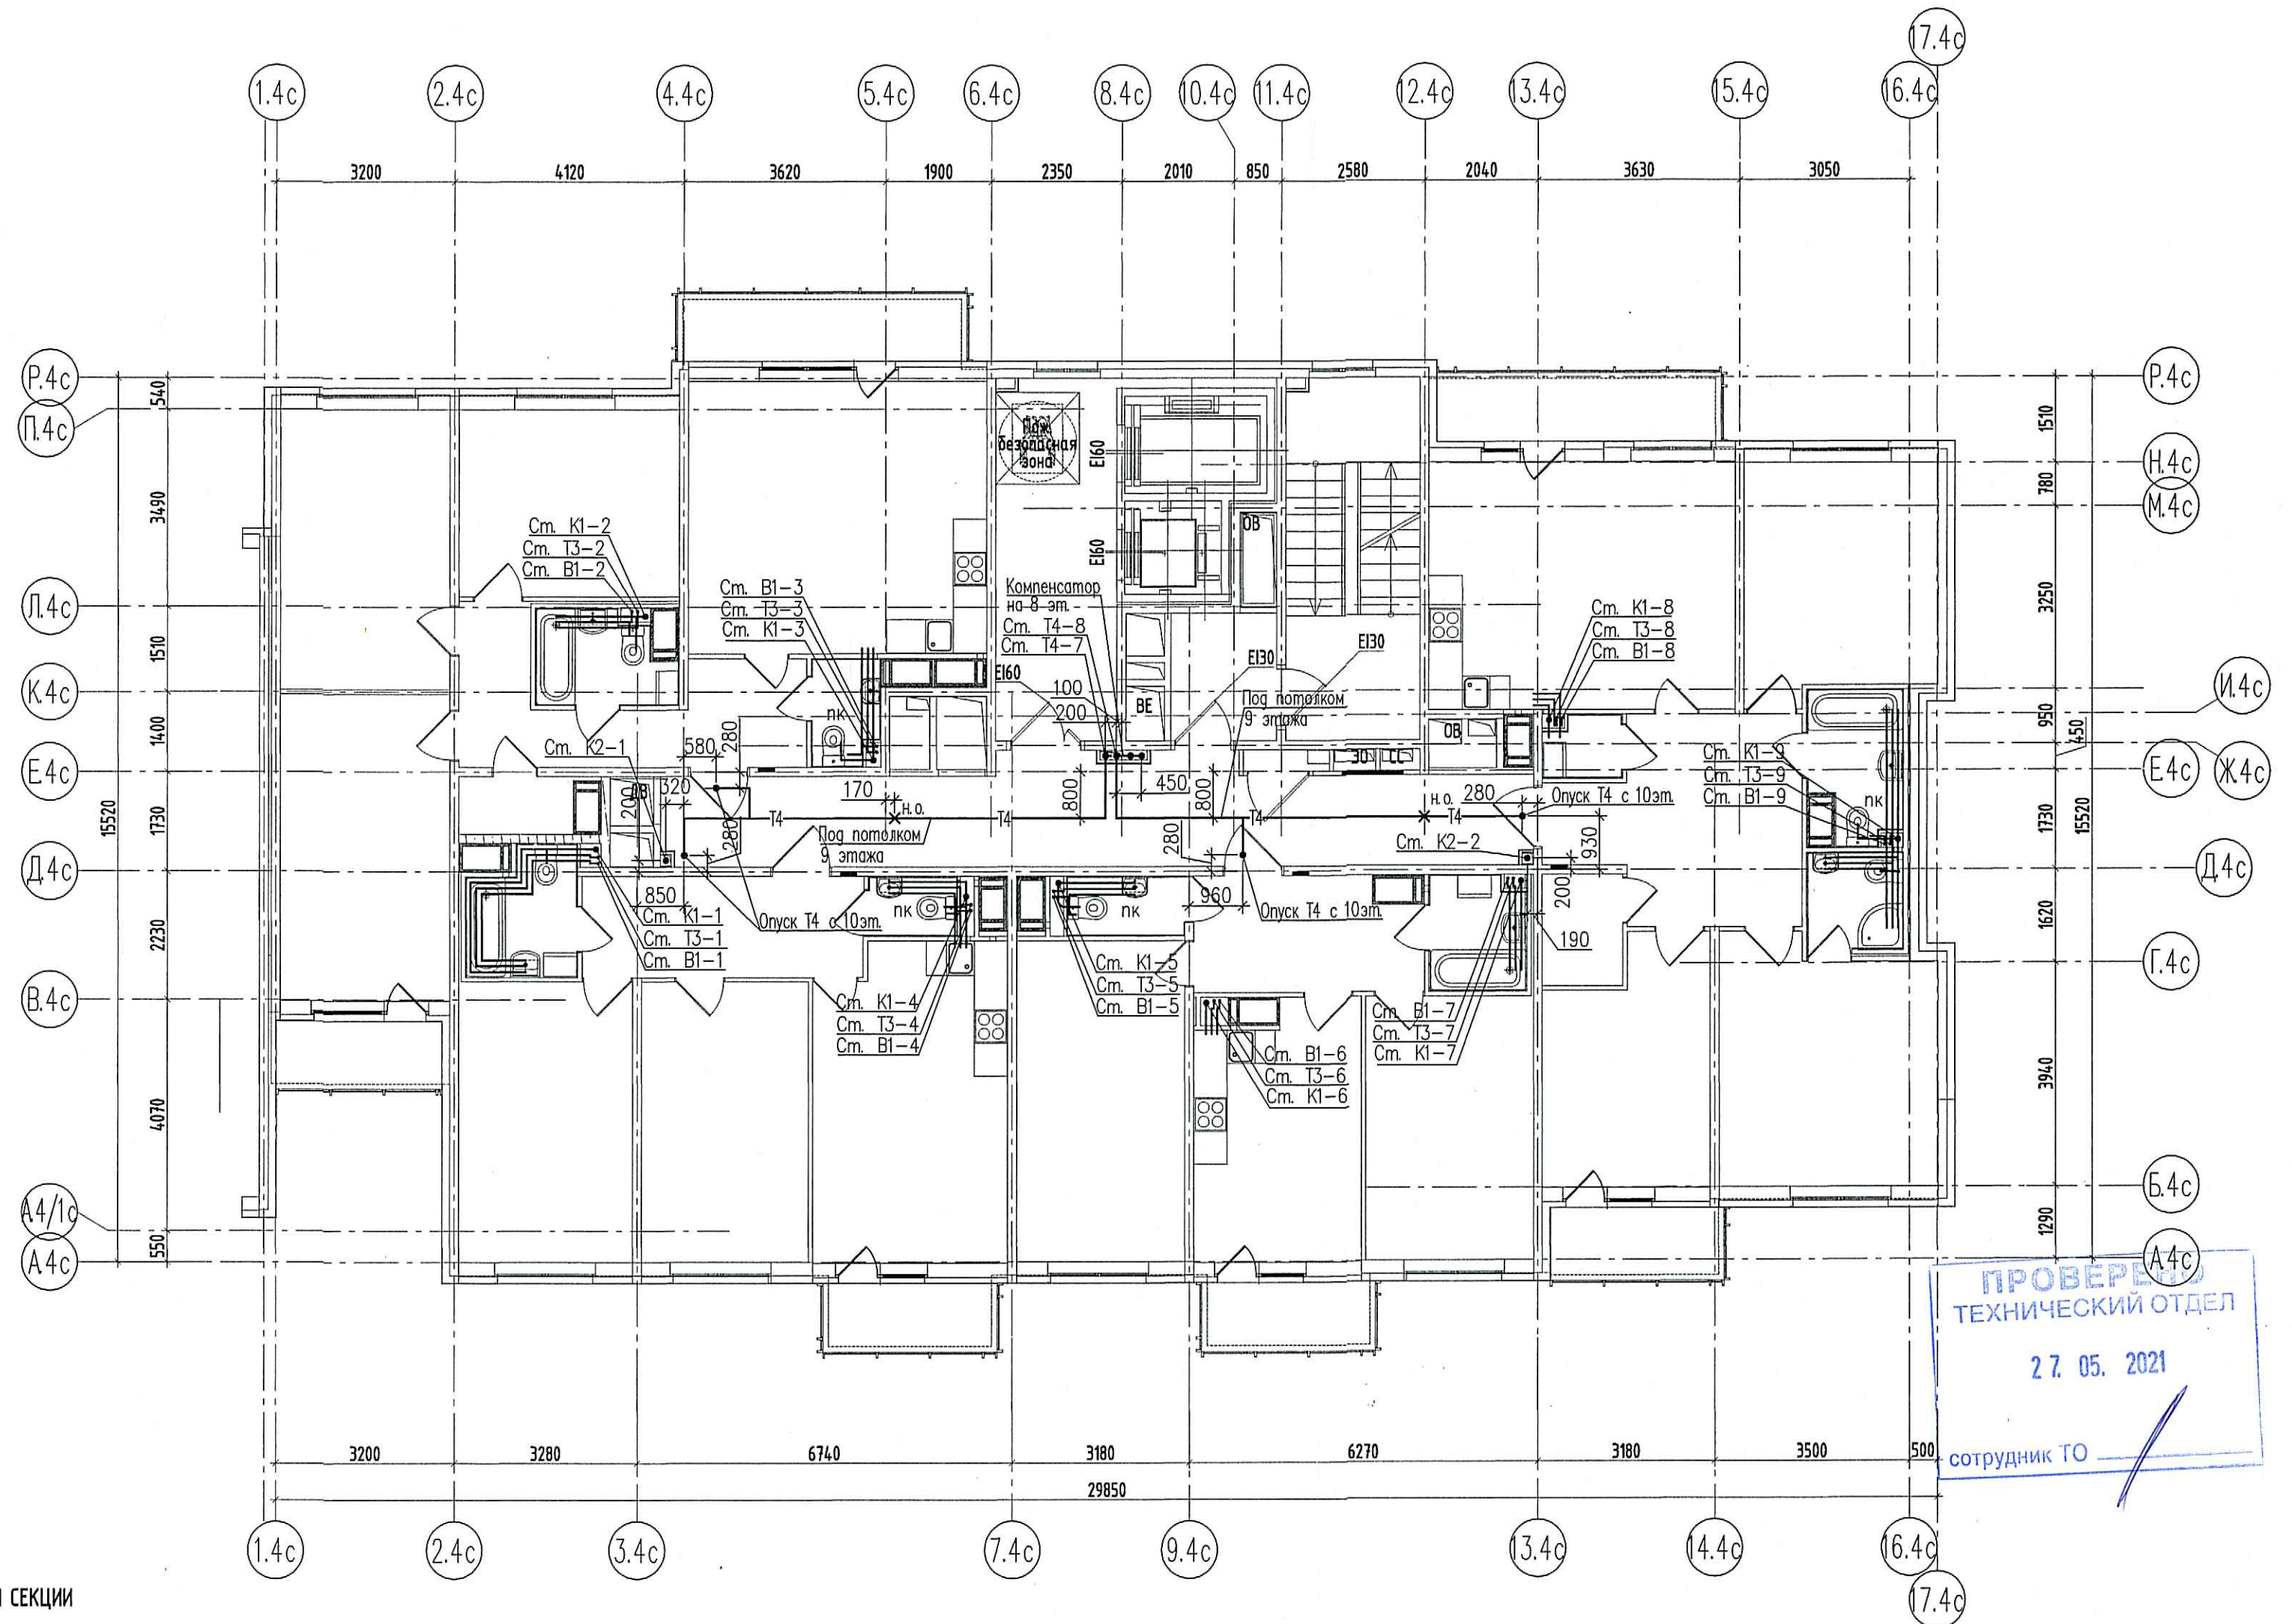 17.4с
1.4с
2.4с
4.4с
5.4с
6.4с
8.4с
10.4с
11.4с
12.4с
13.4с
15.4с
16.4с
3200
4120
3620
1900
2350
2010
850
2580
2040
3630
3050
Р.4с
П.4с
Л.4с
К.4с
Е.4с
Д.4с
В.4с
А.4/1с
А.4с
540
3490
1510
1400
1730
2230
4070
550
15520
Р.4с
Н.4с
М.4с
И.4с
Е.4с
Ж.4с
Д.4с
Г.4с
Б.4с
А.4с
1510
780
3250
950
450
1730
1620
3940
1290
15520
Пож.
безопасная
зона
EI60
EI60
ОВ
Ст. К1-2
Ст. Т3-2
Ст. В1-2
Ст. В1-3
Ст. Т3-3
Ст. К1-3
Компенсатор
на 8 эт.
Ст. Т4-8
Ст. Т4-7
EI60
100
200
ВЕ
EI30
EI30
Под потолком
9 этажа
Ст. К1-8
Ст. Т3-8
Ст. В1-8
ОВ
ЗО
СС
Ст. К2-1
580
280
пк
ДВ
320
200
170
н.о.
Т4
Т4
280
Под потолком
9 этажа
800
450
800
Т4
н.о.
Т4
280
Опуск Т4 с 10эт.
930
Ст. К1-9
Ст. Т3-9
Ст. В1-9
пк
280
Ст. К2-2
200
190
850
Опуск Т4 с 10эт.
пк
пк
960
Опуск Т4 с 10эт.
Ст. К1-1
Ст. Т3-1
Ст. В1-1
Ст. К1-4
Ст. Т3-4
Ст. В1-4
Ст. К1-5
Ст. Т3-5
Ст. В1-5
Ст. В1-6
Ст. Т3-6
Ст. К1-6
Ст. В1-7
Ст. Т3-7
Ст. К1-7
ПРОВЕРЕНО
ТЕХНИЧЕСКИЙ ОТДЕЛ
27. 05. 2021
сотрудник ТО
3200
3280
6740
3180
6270
3180
3500
500
29850
1.4с
2.4с
3.4с
7.4с
9.4с
13.4с
14.4с
16.4с
17.4с
СЕКЦИИ